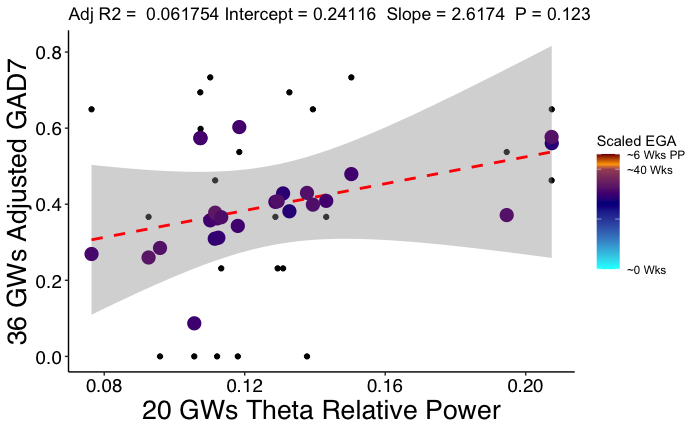 Adj R2 =  0.061754 Intercept = 0.24116  Slope = 2.6174  P = 0.123
36 GWs Adjusted GAD7
0.8
0.6
0.4
0.2
0.0
0.08
0.12
0.16
0.20
20 GWs Theta Relative Power
Scaled EGA
~6 Wks PP
~40 Wks
~0 Wks